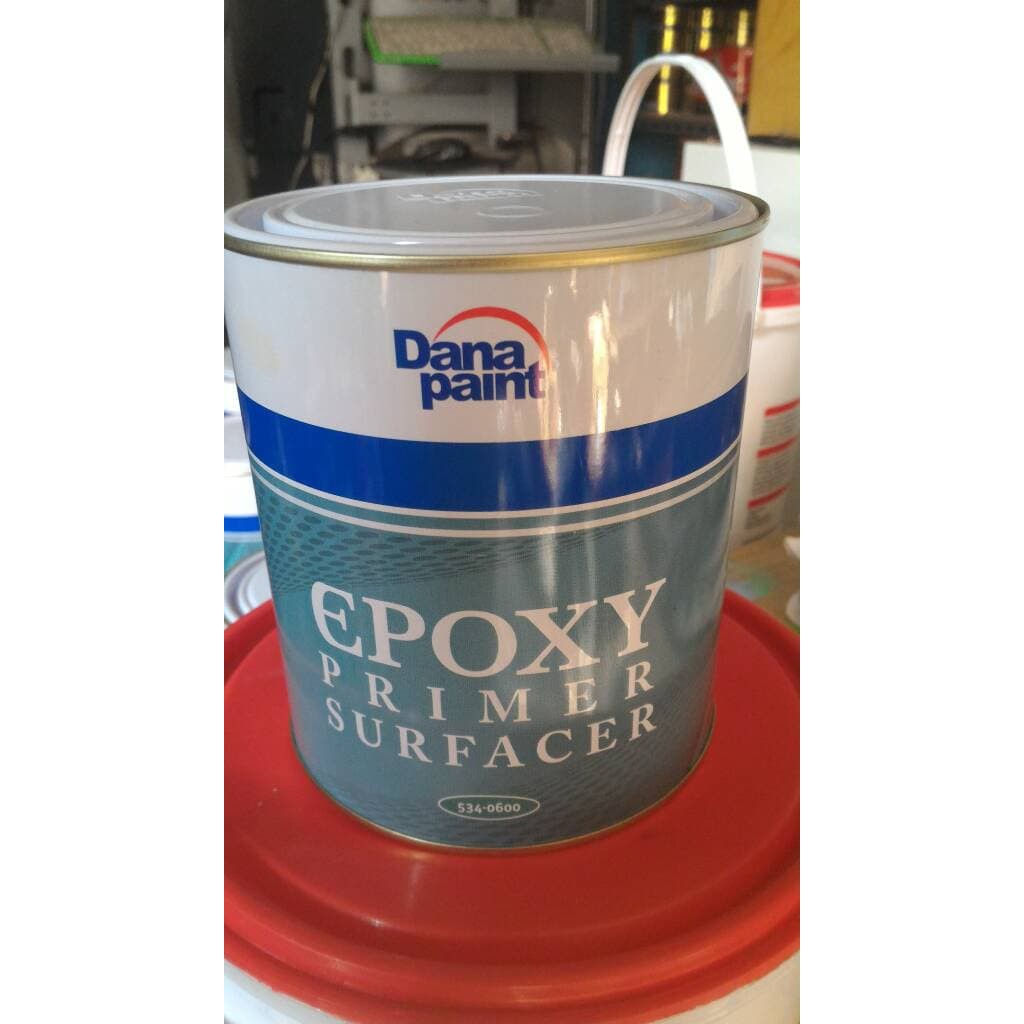 Dana
paint
EPOXY
PRIMER
SURFACER
534-0600